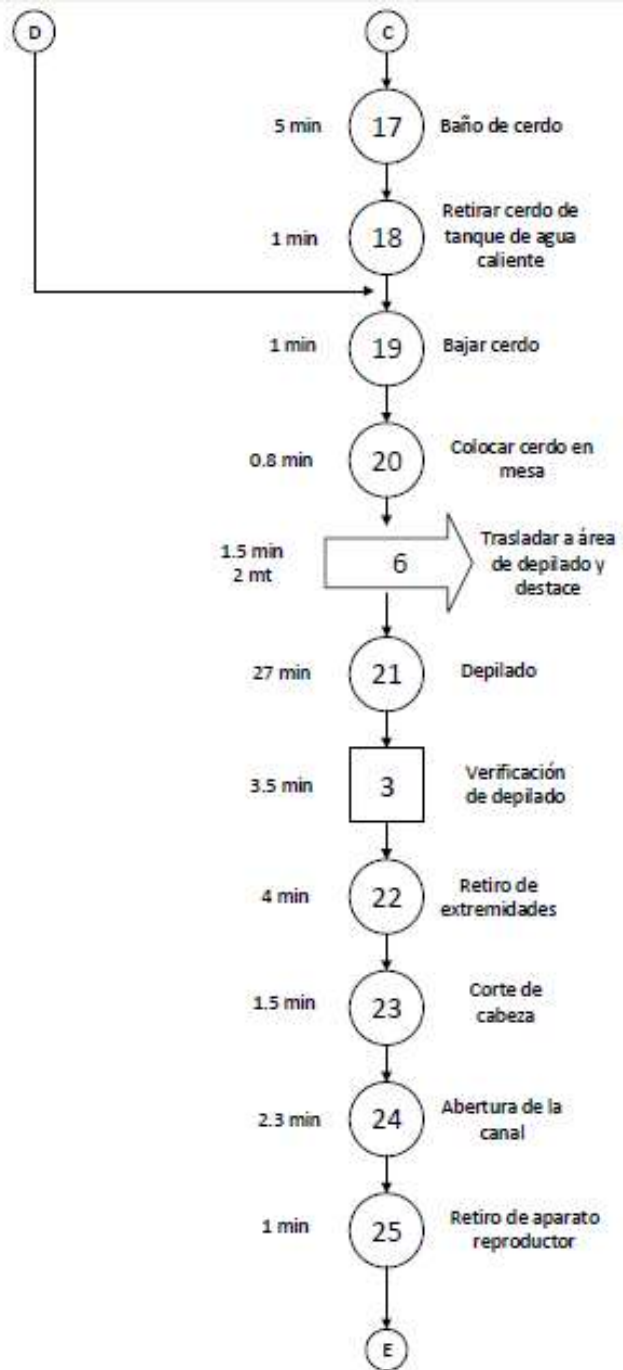 D
C
5 min
17
Baño de cerdo
1 min
18
Retirar cerdo de
tanque de agua
caliente
1 min
19
Bajar cerdo
0.8 min
20
Colocar cerdo en
mesa
1.5 min
2 mt
6
Trasladar a área
de depilado y
destace
27 min
21
Depilado
3.5 min
3
Verificación
de depilado
4 min
22
Retiro de
extremidades
1.5 min
23
Corte de
cabeza
2.3 min
24
Abertura de la
canal
1 min
25
Retiro de aparato
reproductor
E